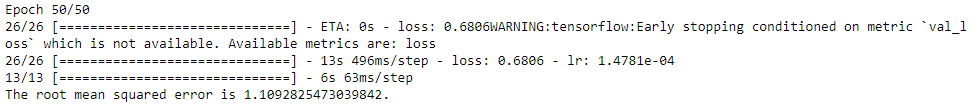 Epoch 50/50
26/26 [==============================] - ETA: 0s - loss: 0.6806WARNING:tensorflow:Early stopping conditioned on metric `val_l
oss` which is not available. Available metrics are: loss
26/26 [==============================] - 13s 496ms/step - loss: 0.6806 - lr: 1.4781e-04
13/13 [==============================] - 6s 63ms/step
The root mean squared error is 1.1092825473039842.